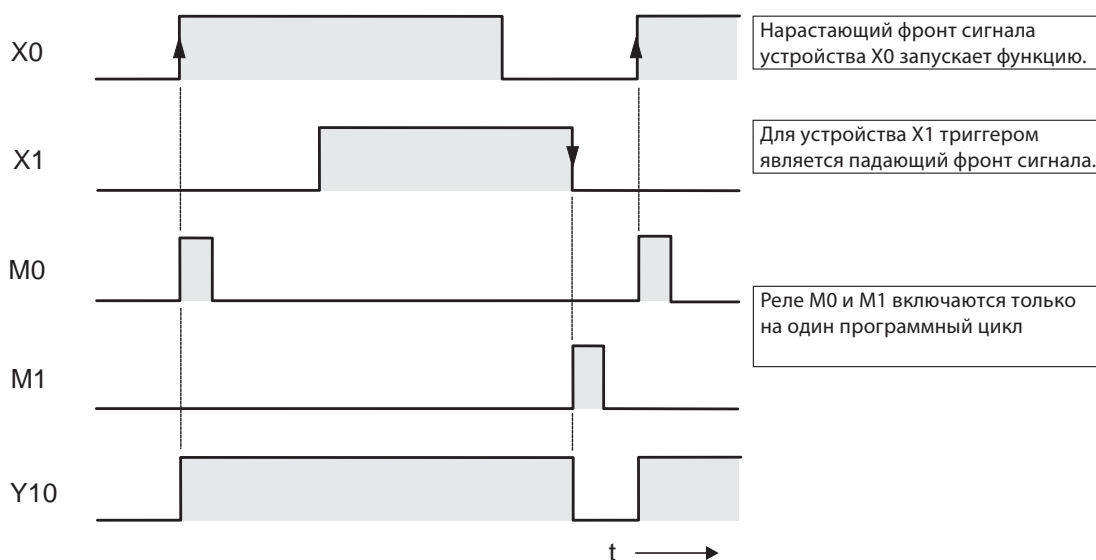 X0
Нарастающий фронт сигнала
устройства X0 запускает функцию.
X1
Для устройства X1 триггером
является падающий фронт сигнала.
M0
Реле M0 и M1 включаются только
на один программный цикл
M1
Y10
t